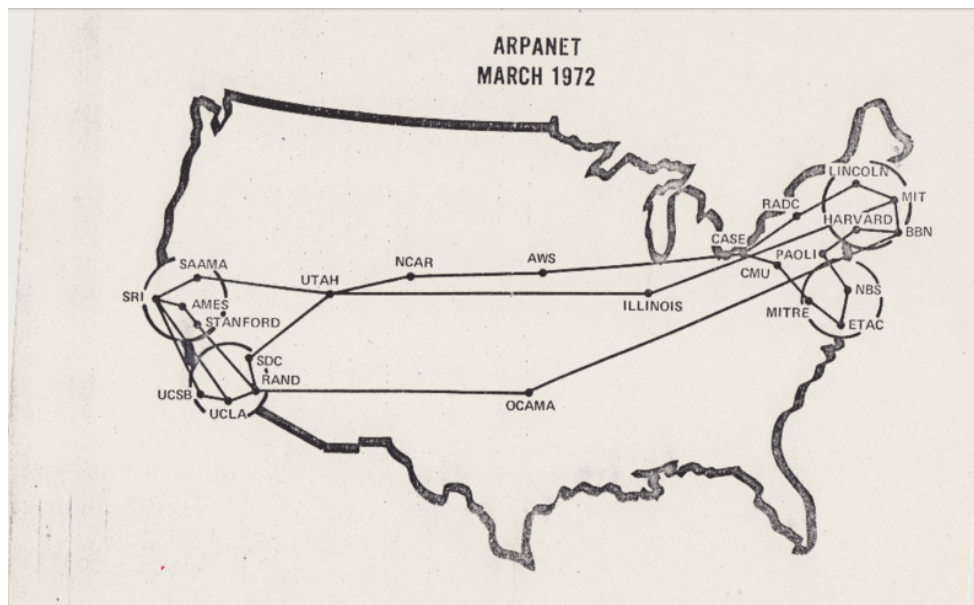 ARPANET
MARCH 1972
LINCOLN
MIT
RADC
HARVARD
BBN
CASE
PAOLI
CMU
AWS
NCAR
SAAMA
UTAH
SRI
AMES
STANFORD
ILLINOIS
NBS
MITRE
ETAC
SDC
RAND
UCSB
UCLA
OCAMA